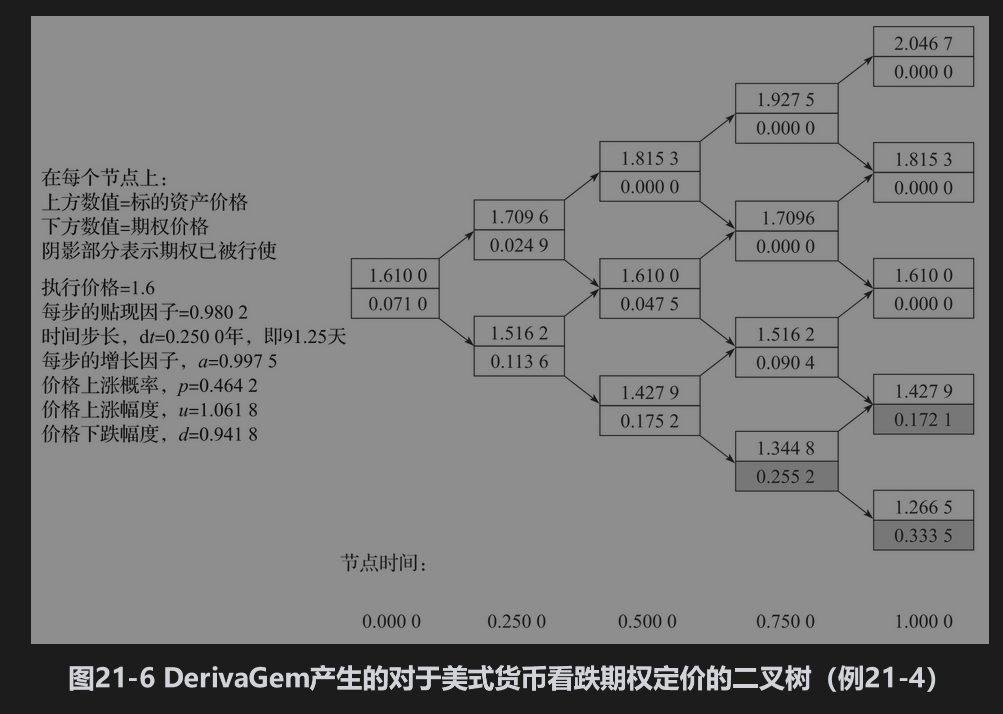 2.046 7
0.000 0
1.927 5
0.000 0
1.815 3
0.000 0
1.815 3
0.000 0
在每个节点上：
上方数值=标的资产价格
下方数值=期权价格
阴影部分表示期权已被行使
1.709 6
0.024 9
1.7096
0.000 0
1.610 0
0.071 0
1.610 0
0.047 5
1.610 0
0.000 0
执行价格=1.6
每步的贴现因子=0.980 2
时间步长，dt=0.250 0年，即91.25天
每步的增长因子，a=0.997 5
价格上涨概率，p=0.464 2
价格上涨幅度，u=1.061 8
价格下跌幅度，d=0.941 8
1.516 2
0.113 6
1.516 2
0.090 4
1.427 9
0.175 2
1.427 9
0.172 1
1.344 8
0.255 2
1.266 5
0.333 5
节点时间：
0.000 0 0.250 0 0.500 0 0.750 0 1.000 0
图21-6 DerivaGem产生的对于美式货币看跌期权定价的二叉树（例21-4）